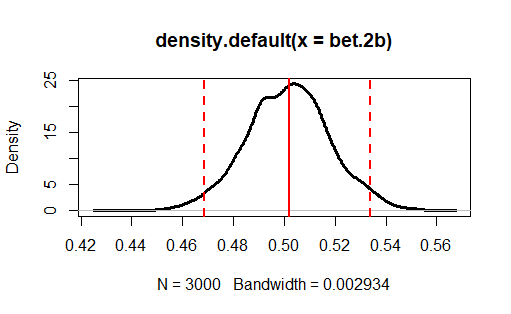 density.default(x = bet.2b)
25
15
5
0
Density
0.42 0.44 0.46 0.48 0.50 0.52 0.54 0.56
N = 3000 Bandwidth = 0.002934